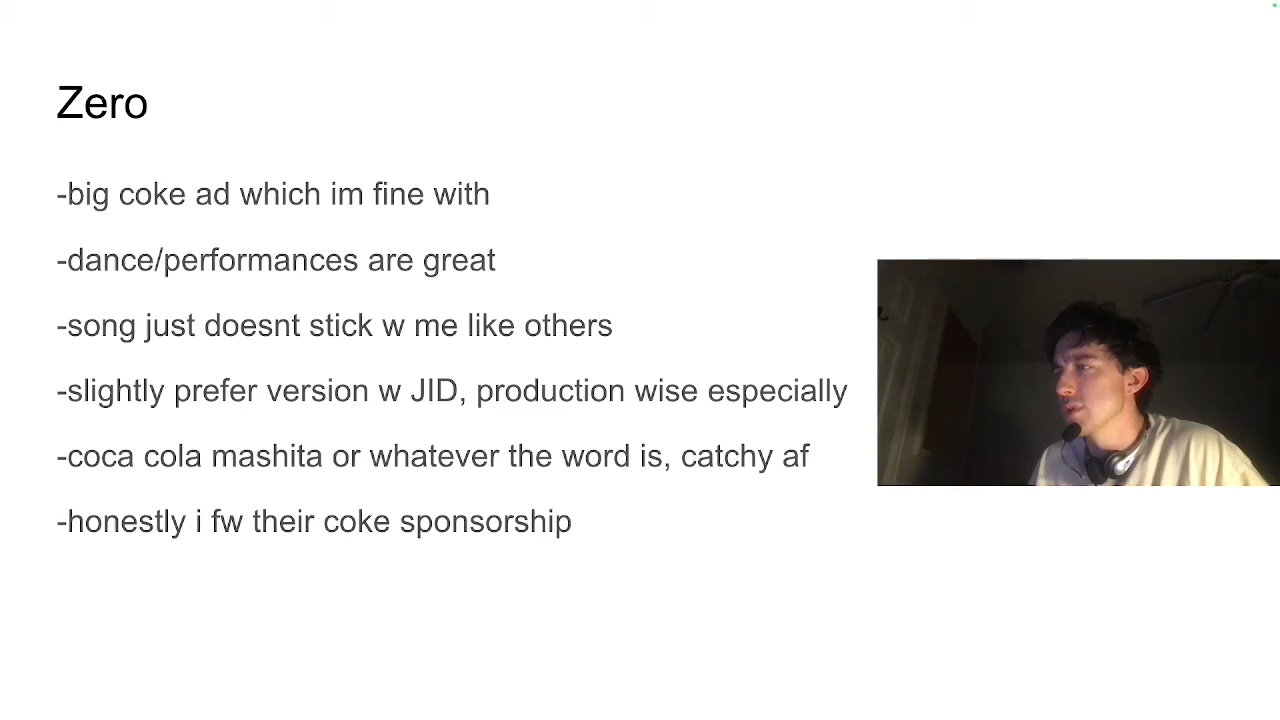 Zero
-big coke ad which im fine with
-dance/performances are great
-song just doesnt stick w me like others
-slightly prefer version w JID, production wise especially
-coca cola mashita or whatever the word is, catchy af
-honestly i fw their coke sponsorship